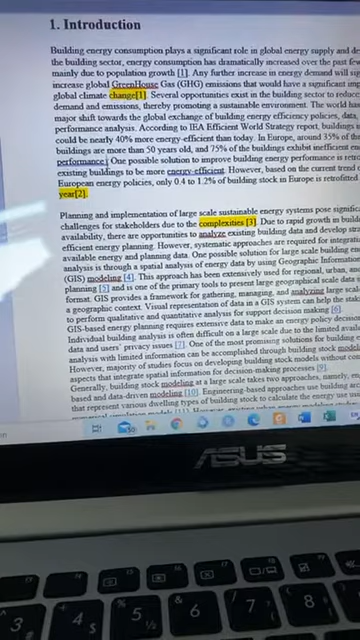 1. Introduction
Building energy consumption plays a significant role in global energy supply and de
the building sector, energy consumption has dramatically increased over the past few
mainly due to population growth [1]. Any further increase in energy demand will sig
increase global GreenHouse Gas (GHG) emissions that would have a significant imp
global climate change[1]. Several opportunities exist in the building sector to reduce
demand and emissions, thereby promoting a sustainable environment. The world ha
major shift towards the global exchange of building energy efficiency policies, data,
performance analysis. According to IEA Efficient World Strategy report, buildings i
could be nearly 40% more energy efficient than today. In Europe, around 35% of the
buildings are more than 50 years old, and 75% of the buildings exhibit inefficient en
performance. One possible solution to improve building energy performance is retro
existing buildings to be more energy-efficient. However, based on the current trend o
European energy policies, only 0.4 to 1.2% of building stock in Europe is retrofitted
year[2].
Planning and implementation of large scale sustainable energy systems pose signific
challenges for stakeholders due to the complexities [3]. Due to rapid growth in buildi
availability, there are opportunities to analyze existing building data and develop stra
efficient energy planning. However, systematic approaches are required for integrati
available energy and planning data. One possible solution for large scale building en
analysis is through a spatial analysis of energy data by using Geographic Information
(GIS) modeling [4]. This approach has been extensively used for regional, urban, an
planning [5] and is one of the primary tools to present large geographical scale data i
format. GIS provides a framework for gathering, managing, and analyzing large scal
a geographic context. Visual representation of data in a GIS system can help the stak
to perform qualitative and quantitative analysis for support decision making [6].
GIS-based energy planning requires extensive data to make an energy policy decision
Individual building analysis is often difficult on a large scale due to the limited avail
data and users' privacy issues [7]. One of the most promising solutions for building e
analysis with limited information can be accomplished through building stock model
However, majority of studies focus on developing building stock models without con
aspects that integrate spatial information for decision-making processes [9].
Generally, building stock modeling at a large scale takes two approaches, namely, en
based and data-driven modeling [10]. Engineering-based approaches use building ar
that represent various dwelling types of building stock to calculate the energy use usi
ASUS
3
4
$
%
5
½
&
6
7
8